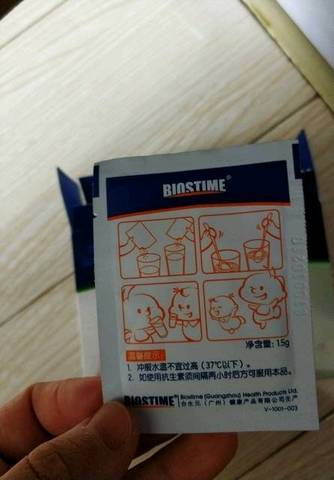 BIOSTIME®
净含量: 15g
温馨提示:
1. 冲服水温不宜过高 (37℃以下)。
2. 如使用抗生素须间隔两小时后方可服用本品。
BIOSTIME® Biostime (Guangzhou) Health Products Ltd.
合生元 (广州) 健康产品有限公司生产
V-1001-003